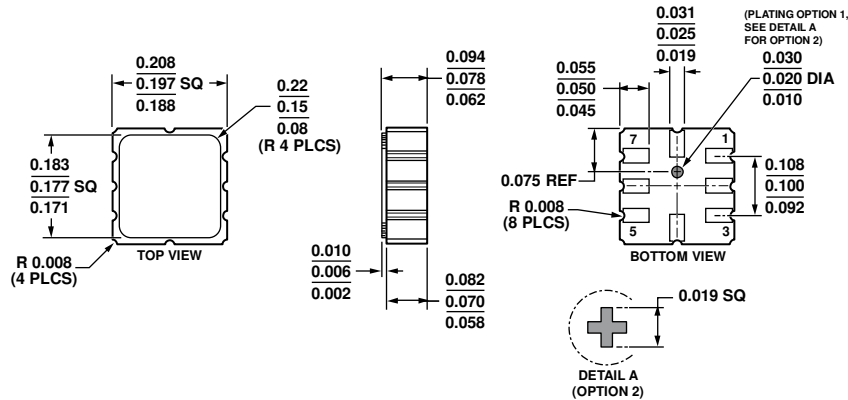 0.208
0.197 SQ
0.188
0.22
0.15
0.08
(R 4 PLCS)
0.183
0.177 SQ
0.171
R 0.008
(4 PLCS)
TOP VIEW
0.094
0.078
0.062
0.010
0.006
0.002
0.082
0.070
0.058
0.031
0.025
0.019
(PLATING OPTION 1,
SEE DETAIL A
FOR OPTION 2)
0.030
0.020 DIA
0.010
0.055
0.050
0.045
7
1
0.075 REF
0.108
0.100
0.092
R 0.008
(8 PLCS)
5
3
BOTTOM VIEW
0.019 SQ
DETAIL A
(OPTION 2)